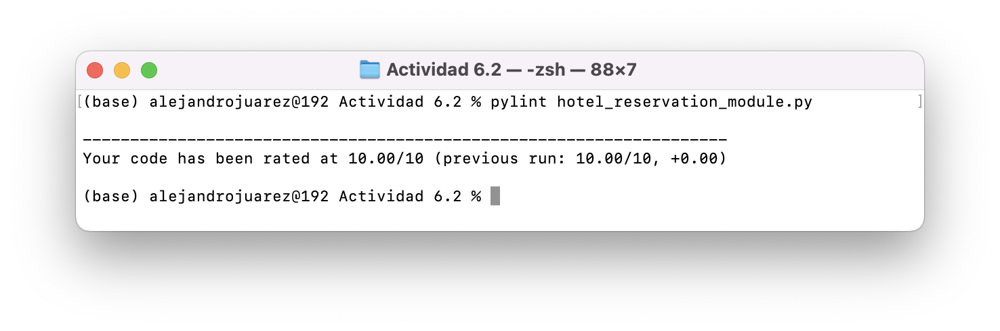 Actividad 6.2 — -zsh — 88×7
[(base) alejandrojuarez@192 Actividad 6.2 % pylint hotel_reservation_module.py ]
--------------------------------------------------------------------
Your code has been rated at 10.00/10 (previous run: 10.00/10, +0.00)
(base) alejandrojuarez@192 Actividad 6.2 %